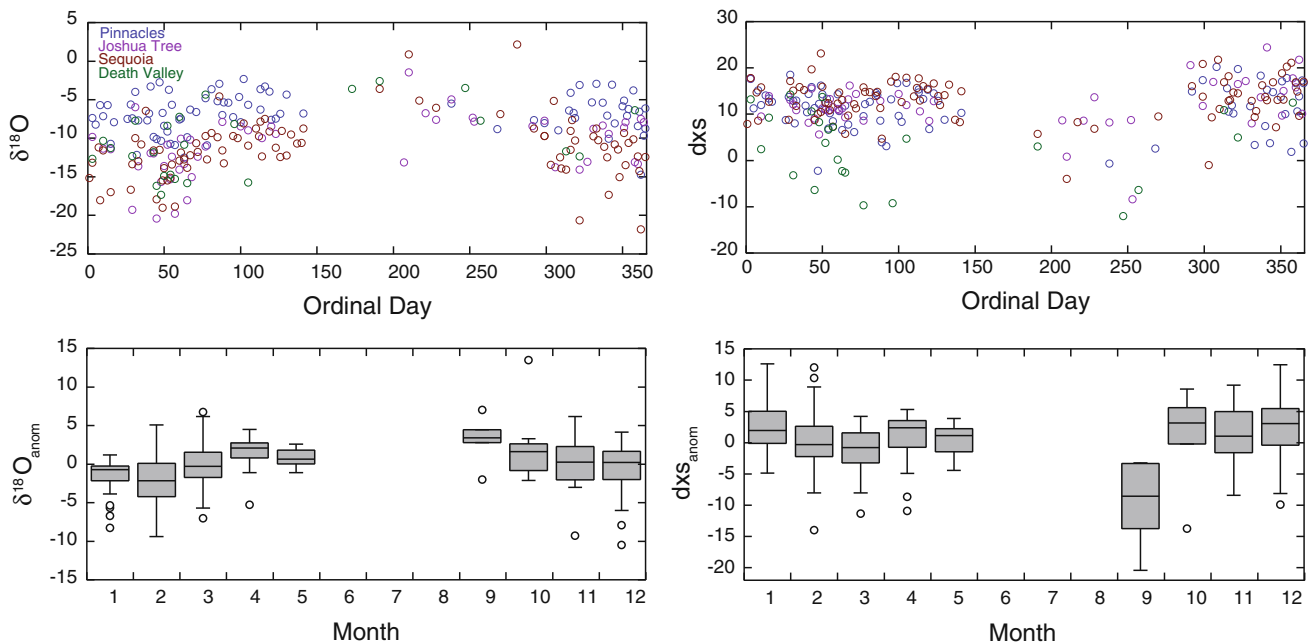 5
0
-5
-10
-15
-20
-25
δ18O
Pinnacles
Joshua Tree
Sequoia
Death Valley
0 50 100 150 200 250 300 350
Ordinal Day
30
20
10
0
-10
-20
dxs
0 50 100 150 200 250 300 350
Ordinal Day
15
10
5
0
-5
-10
-15
δ18Oanom
1 2 3 4 5 6 7 8 9 10 11 12
Month
15
10
5
0
-5
-10
-15
-20
dxsanom
1 2 3 4 5 6 7 8 9 10 11 12
Month